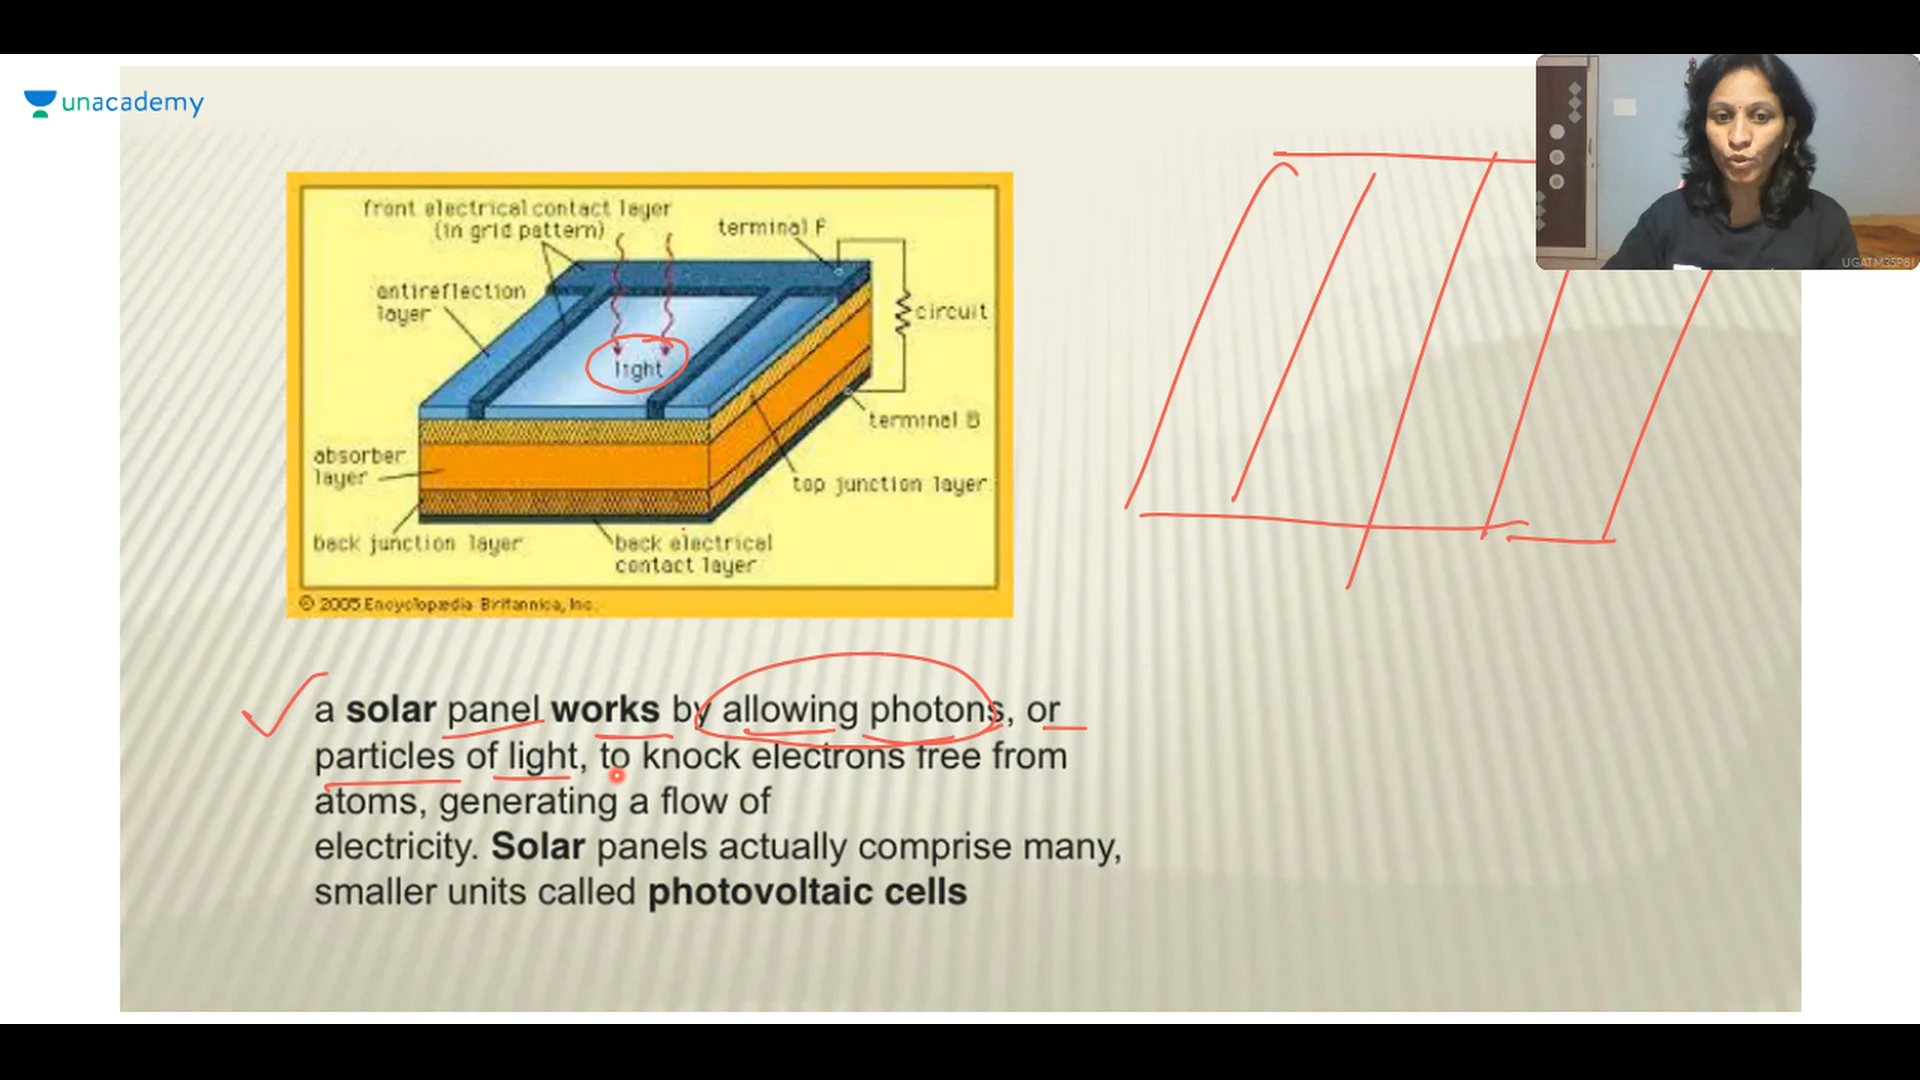 unacademy
front electrical contact layer
(in grid pattern)
terminal F
antireflection
layer
circuit
light
terminal B
absorber
layer
top junction layer
back junction layer
back electrical
contact layer
© 2005 Encyclopædia Britannica, Inc.
a solar panel works by allowing photons, or
particles of light, to knock electrons free from
atoms, generating a flow of
electricity. Solar panels actually comprise many,
smaller units called photovoltaic cells
UGATM35P8I